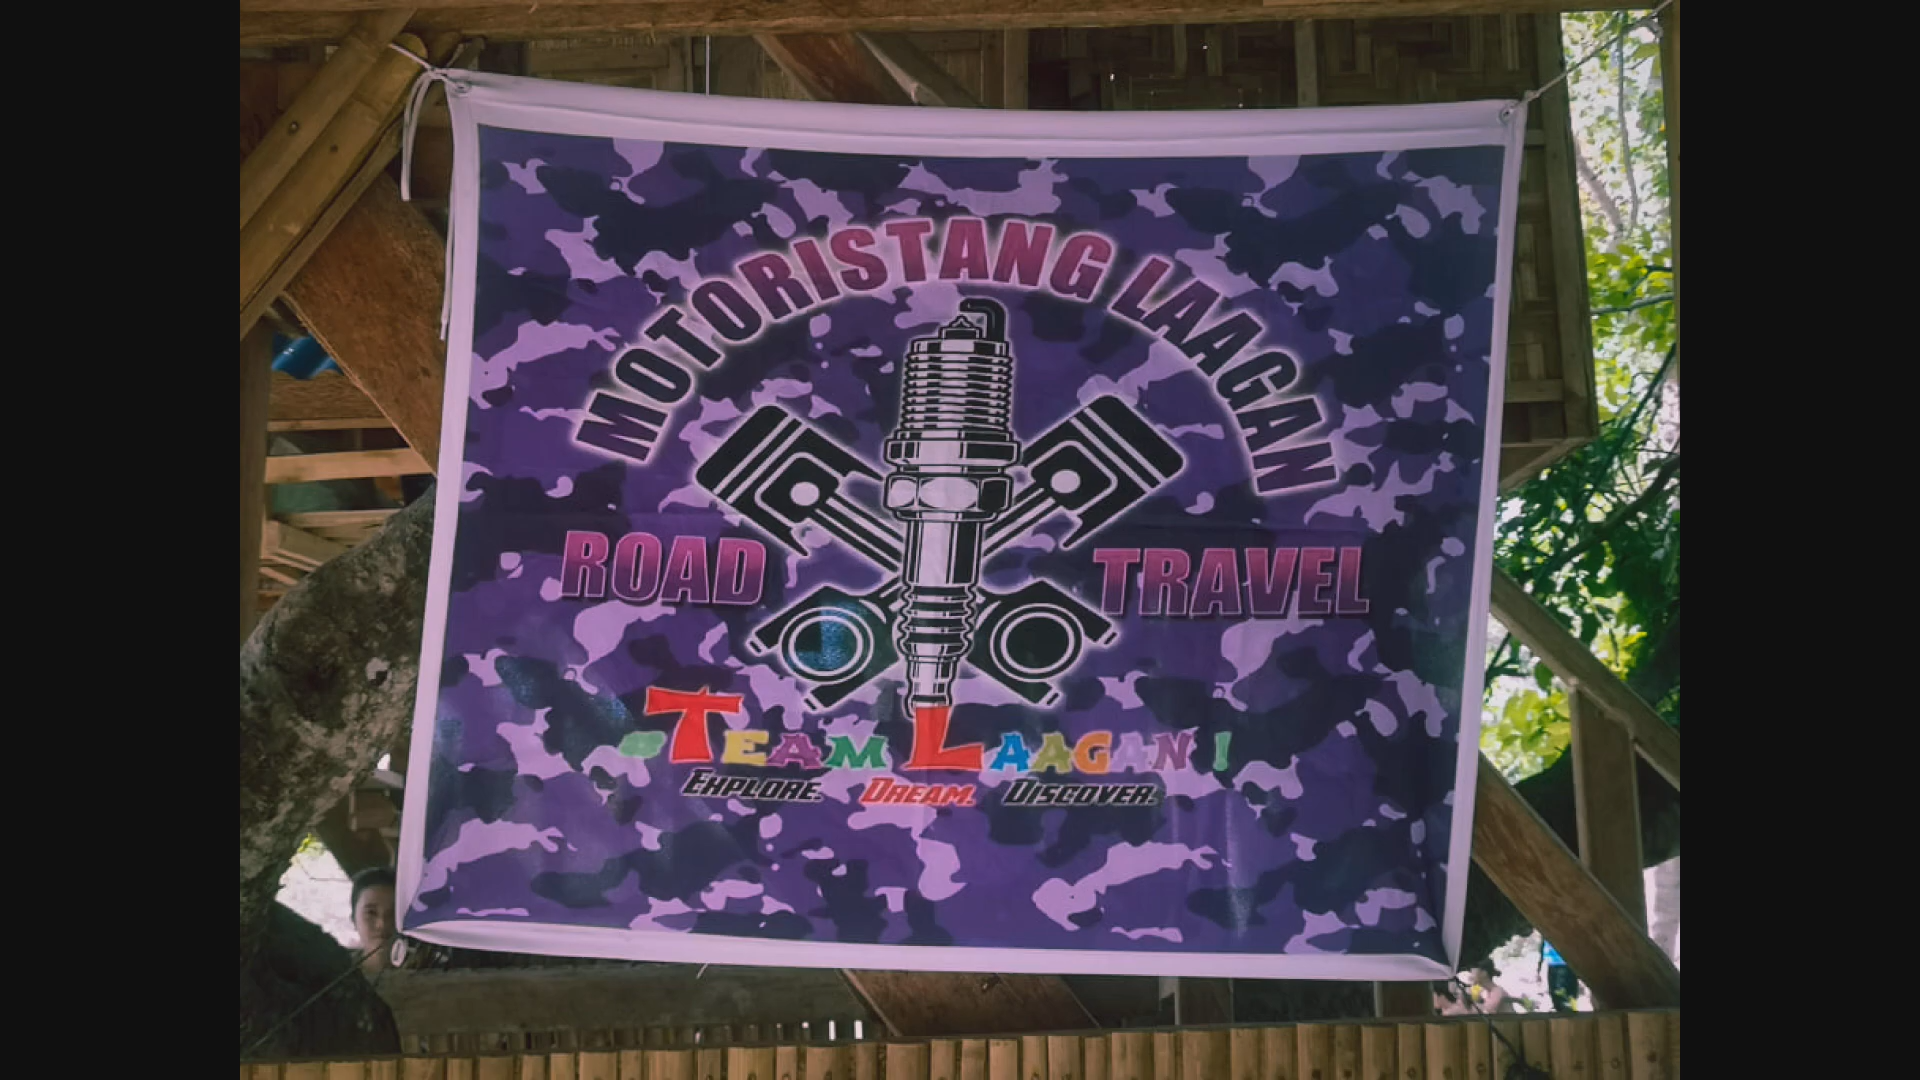 MOTORISTANG LAAGAN
ROAD TRAVEL
TEAM LAAGAN!
EXPLORE. DREAM. DISCOVER.